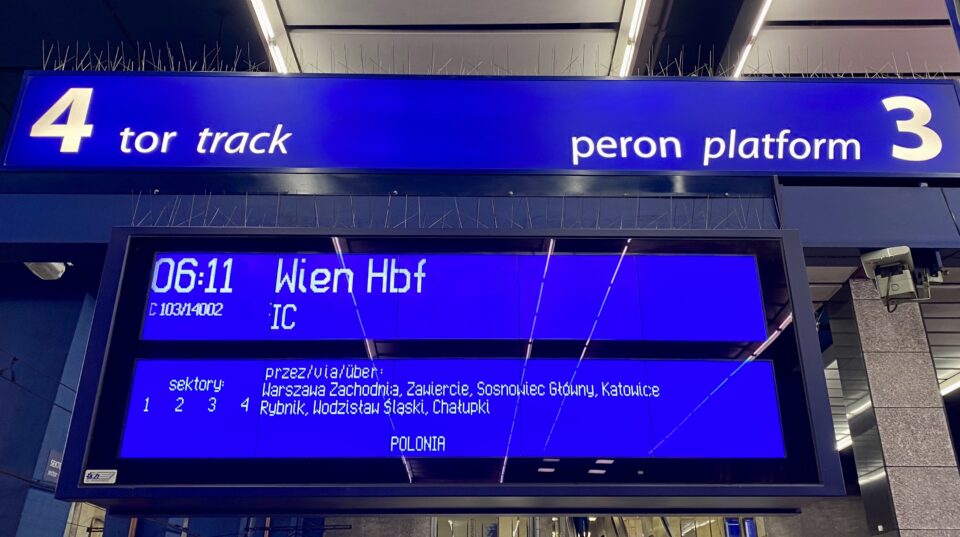 4 tor track peron platform 3
06:11 Wien Hbf
C 103/14002 IC
przez/via/über:
sektory: Warszawa Zachodnia, Zawiercie, Sosnowiec Główny, Katowice
1 2 3 4 Rybnik, Wodzisław Śląski, Chałupki
POLONIA